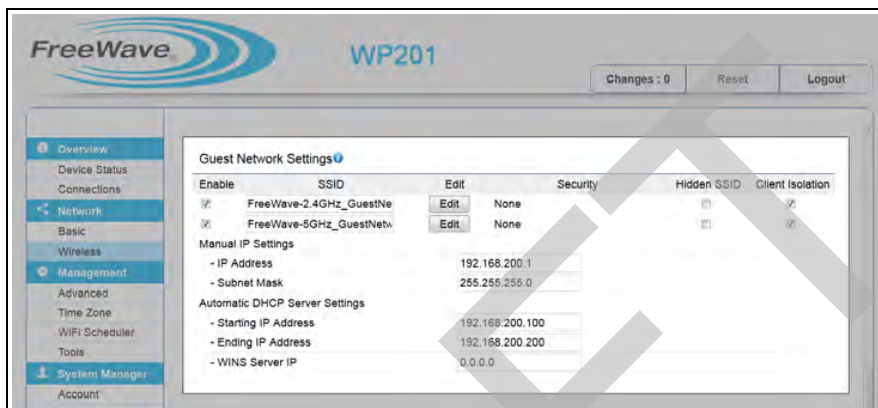 FreeWave
WP201
Changes : 0 Reset Logout
Overview
Device Status
Connections
Network
Basic
Wireless
Management
Advanced
Time Zone
WiFi Scheduler
Tools
System Manager
Account
Guest Network Settings
Enable SSID Edit Security Hidden SSID Client Isolation
FreeWave-2.4GHz_GuestNe Edit None
FreeWave-5GHz_GuestNetw Edit None
Manual IP Settings
- IP Address 192.168.200.1
- Subnet Mask 255.255.255.0
Automatic DHCP Server Settings
- Starting IP Address 192.168.200.100
- Ending IP Address 192.168.200.200
- WINS Server IP 0.0.0.0